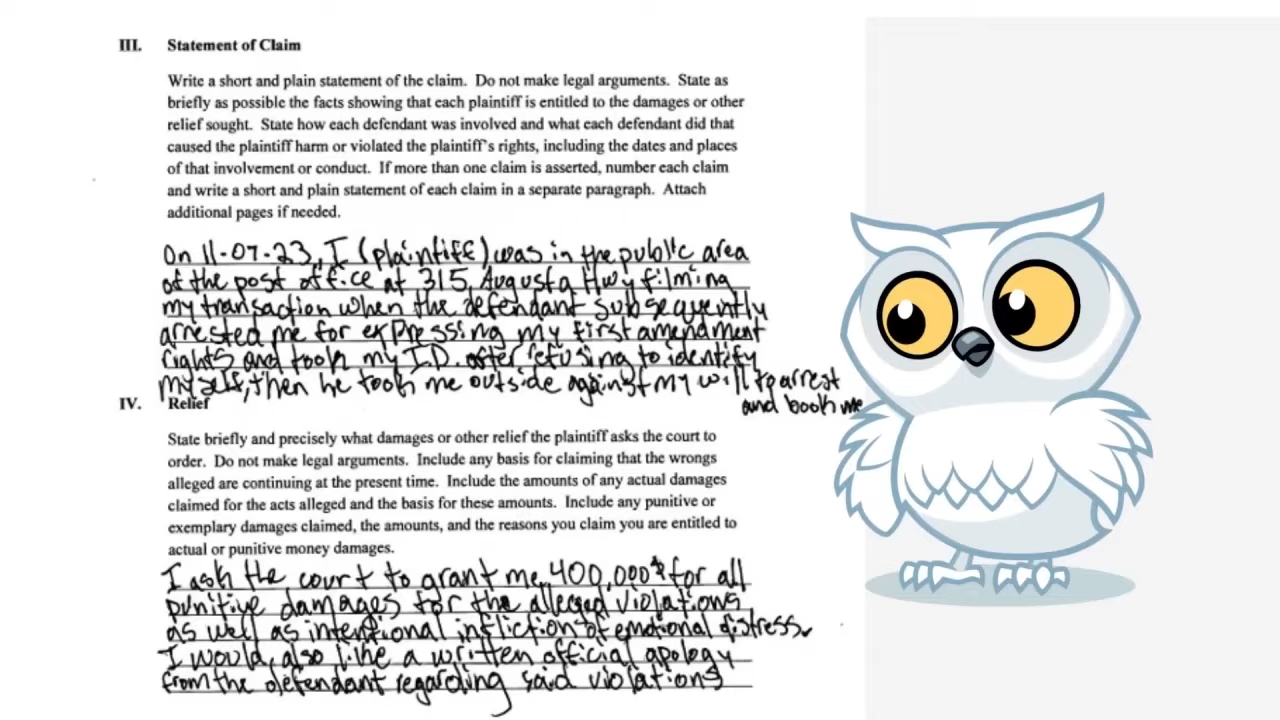 III. Statement of Claim
Write a short and plain statement of the claim. Do not make legal arguments. State as
briefly as possible the facts showing that each plaintiff is entitled to the damages or other
relief sought. State how each defendant was involved and what each defendant did that
caused the plaintiff harm or violated the plaintiff's rights, including the dates and places
of that involvement or conduct. If more than one claim is asserted, number each claim
and write a short and plain statement of each claim in a separate paragraph. Attach
additional pages if needed.
On 11-07-23, I (plaintiff) was in the public area
of the post office at 315 Augusta Hwy filming
my transaction when the defendant subsequently
arrested me for expressing my first amendment
rights and took my I.D. after refusing to identify
myself, then he took me outside against my will to arrest
and book me
IV. Relief
State briefly and precisely what damages or other relief the plaintiff asks the court to
order. Do not make legal arguments. Include any basis for claiming that the wrongs
alleged are continuing at the present time. Include the amounts of any actual damages
claimed for the acts alleged and the basis for these amounts. Include any punitive or
exemplary damages claimed, the amounts, and the reasons you claim you are entitled to
actual or punitive money damages.
I ask the court to grant me 400,000$ for all
punitive damages for the alleged violations
as well as intentional infliction of emotional distress.
I would also like a written official apology
from the defendant regarding said violations